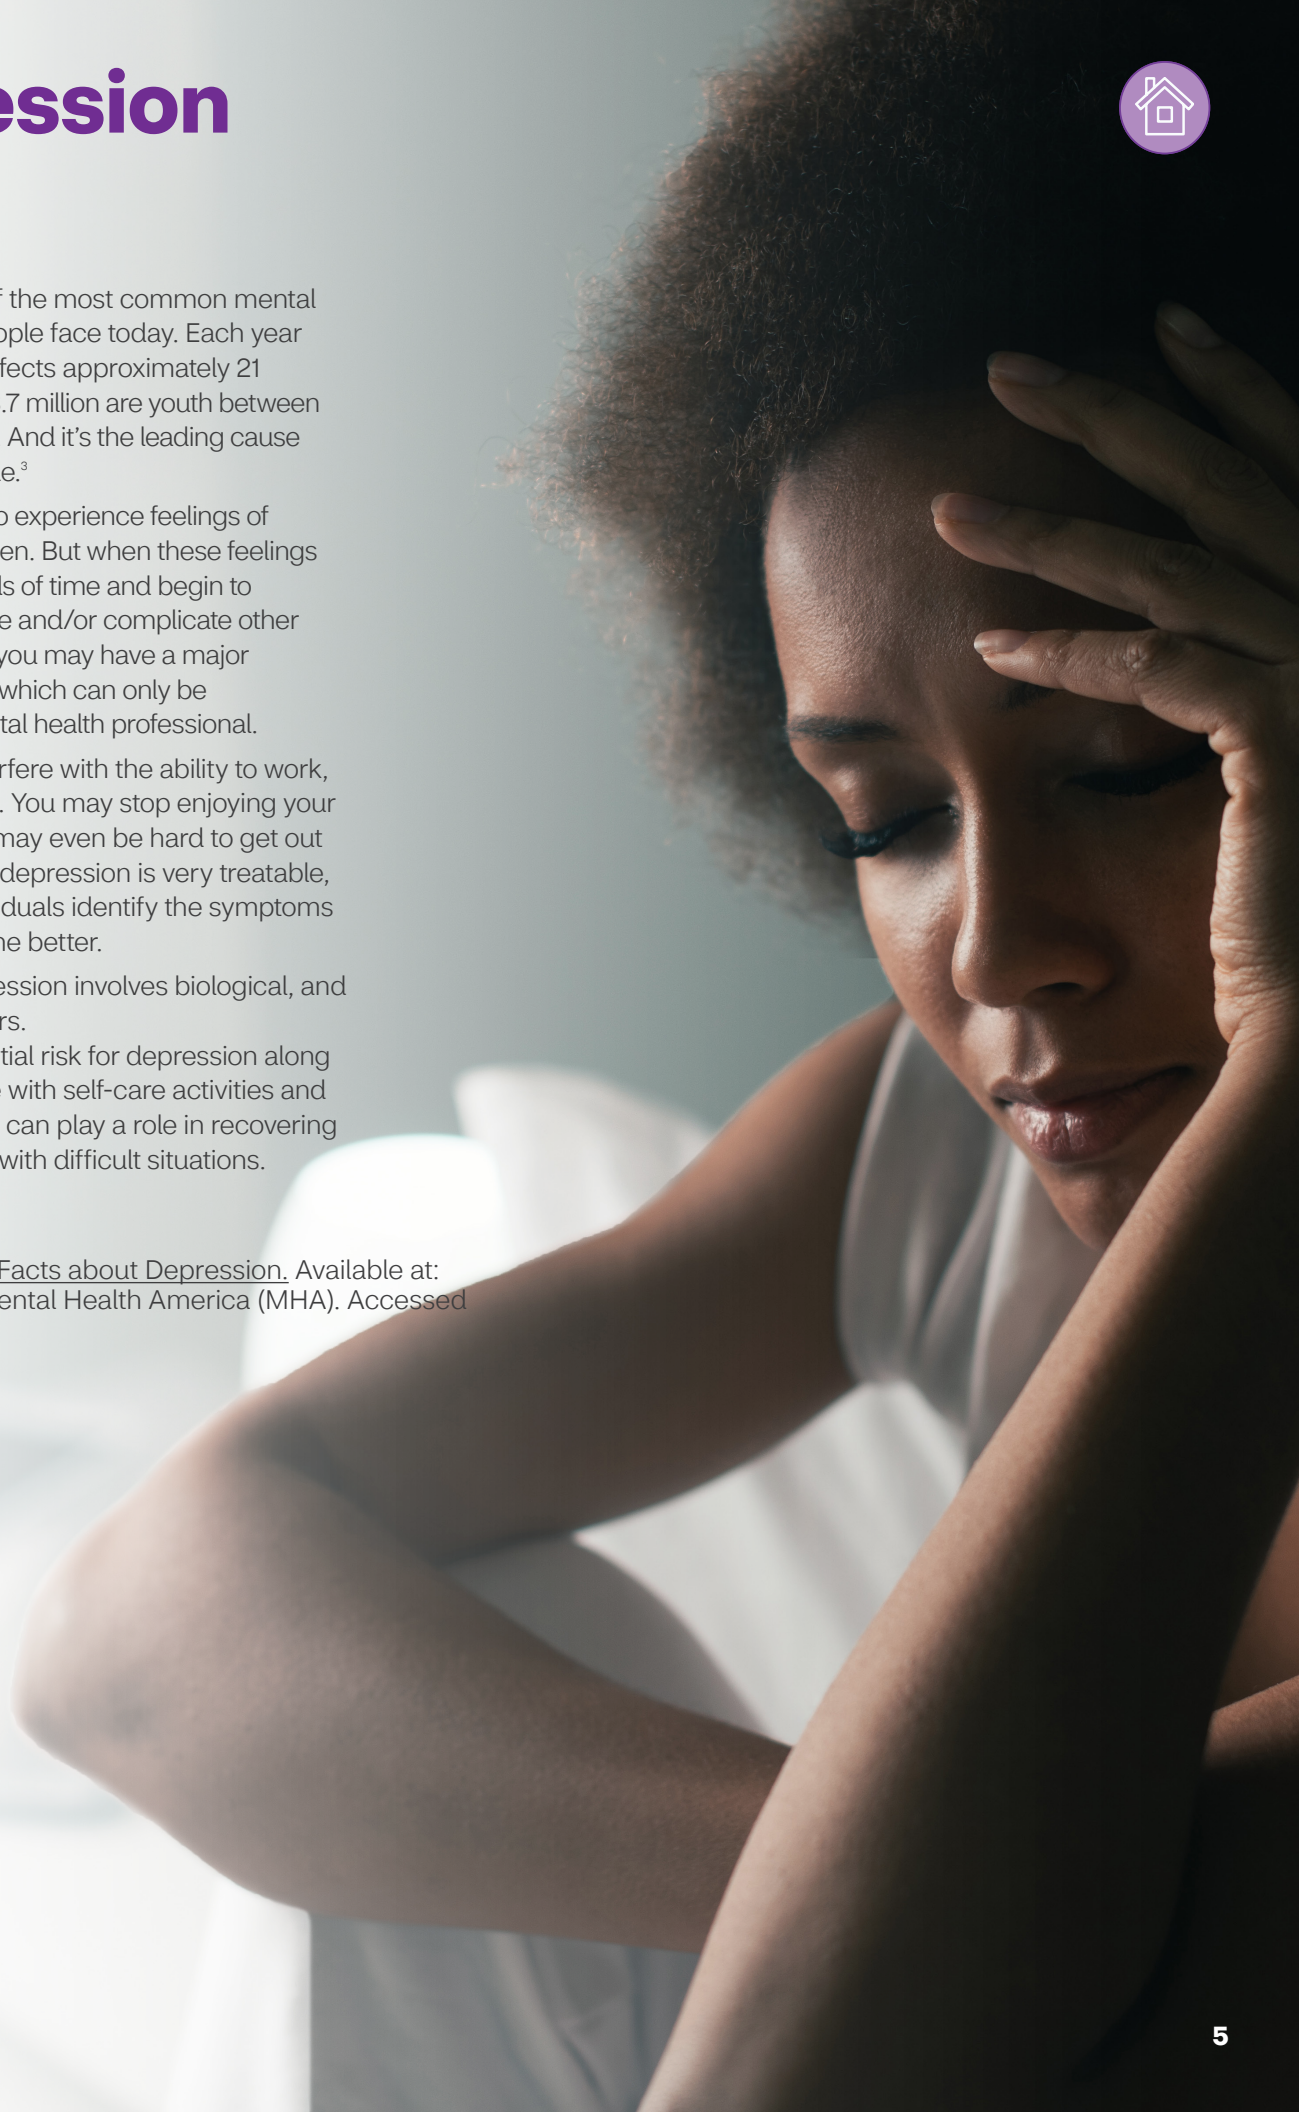 ession
f the most common mental
ople face today. Each year
fects approximately 21
.7 million are youth between
And it’s the leading cause
e.³
o experience feelings of
en. But when these feelings
ls of time and begin to
e and/or complicate other
you may have a major
which can only be
tal health professional.
rfere with the ability to work,
. You may stop enjoying your
may even be hard to get out
depression is very treatable,
duals identify the symptoms
ne better.
ession involves biological, and
rs.
tial risk for depression along
e with self-care activities and
can play a role in recovering
with difficult situations.
Facts about Depression. Available at:
ental Health America (MHA). Accessed
5